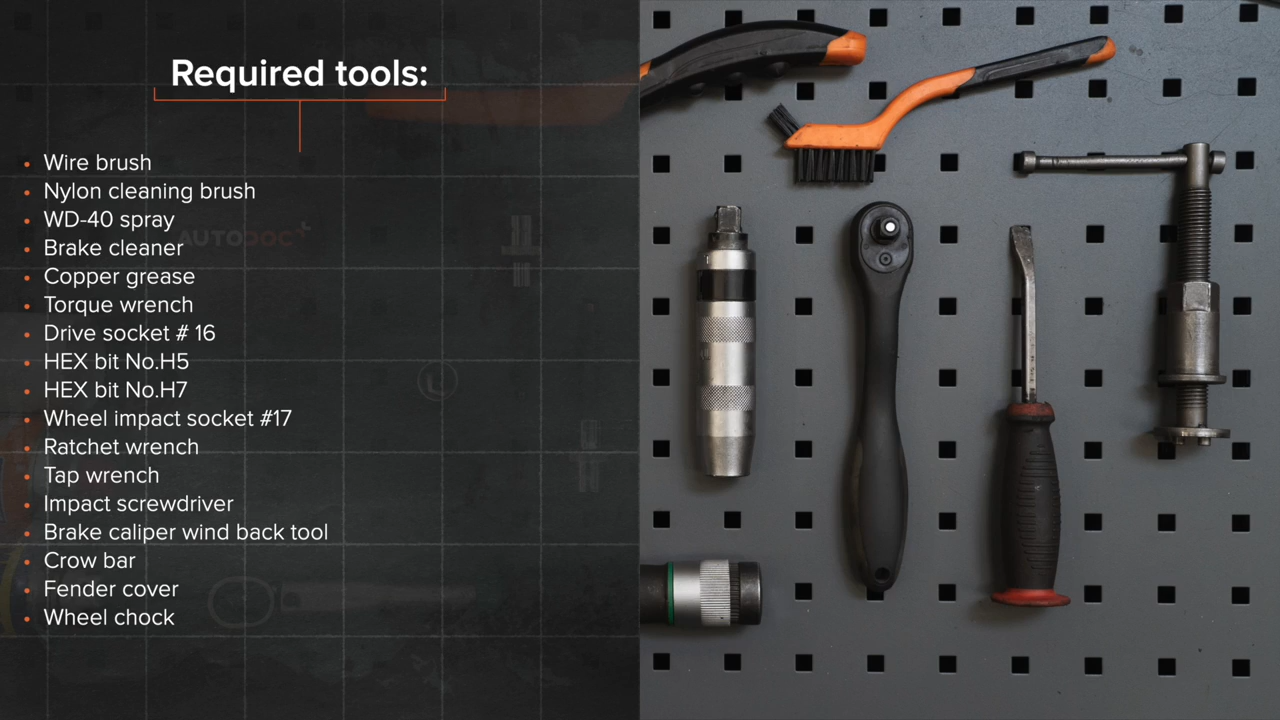 Required tools:
Wire brush
Nylon cleaning brush
WD-40 spray
AUTODOC
Brake cleaner
Copper grease
Torque wrench
Drive socket # 16
HEX bit No.H5
HEX bit No.H7
Wheel impact socket #17
Ratchet wrench
Tap wrench
Impact screwdriver
Brake caliper wind back tool
Crow bar
Fender cover
Wheel chock